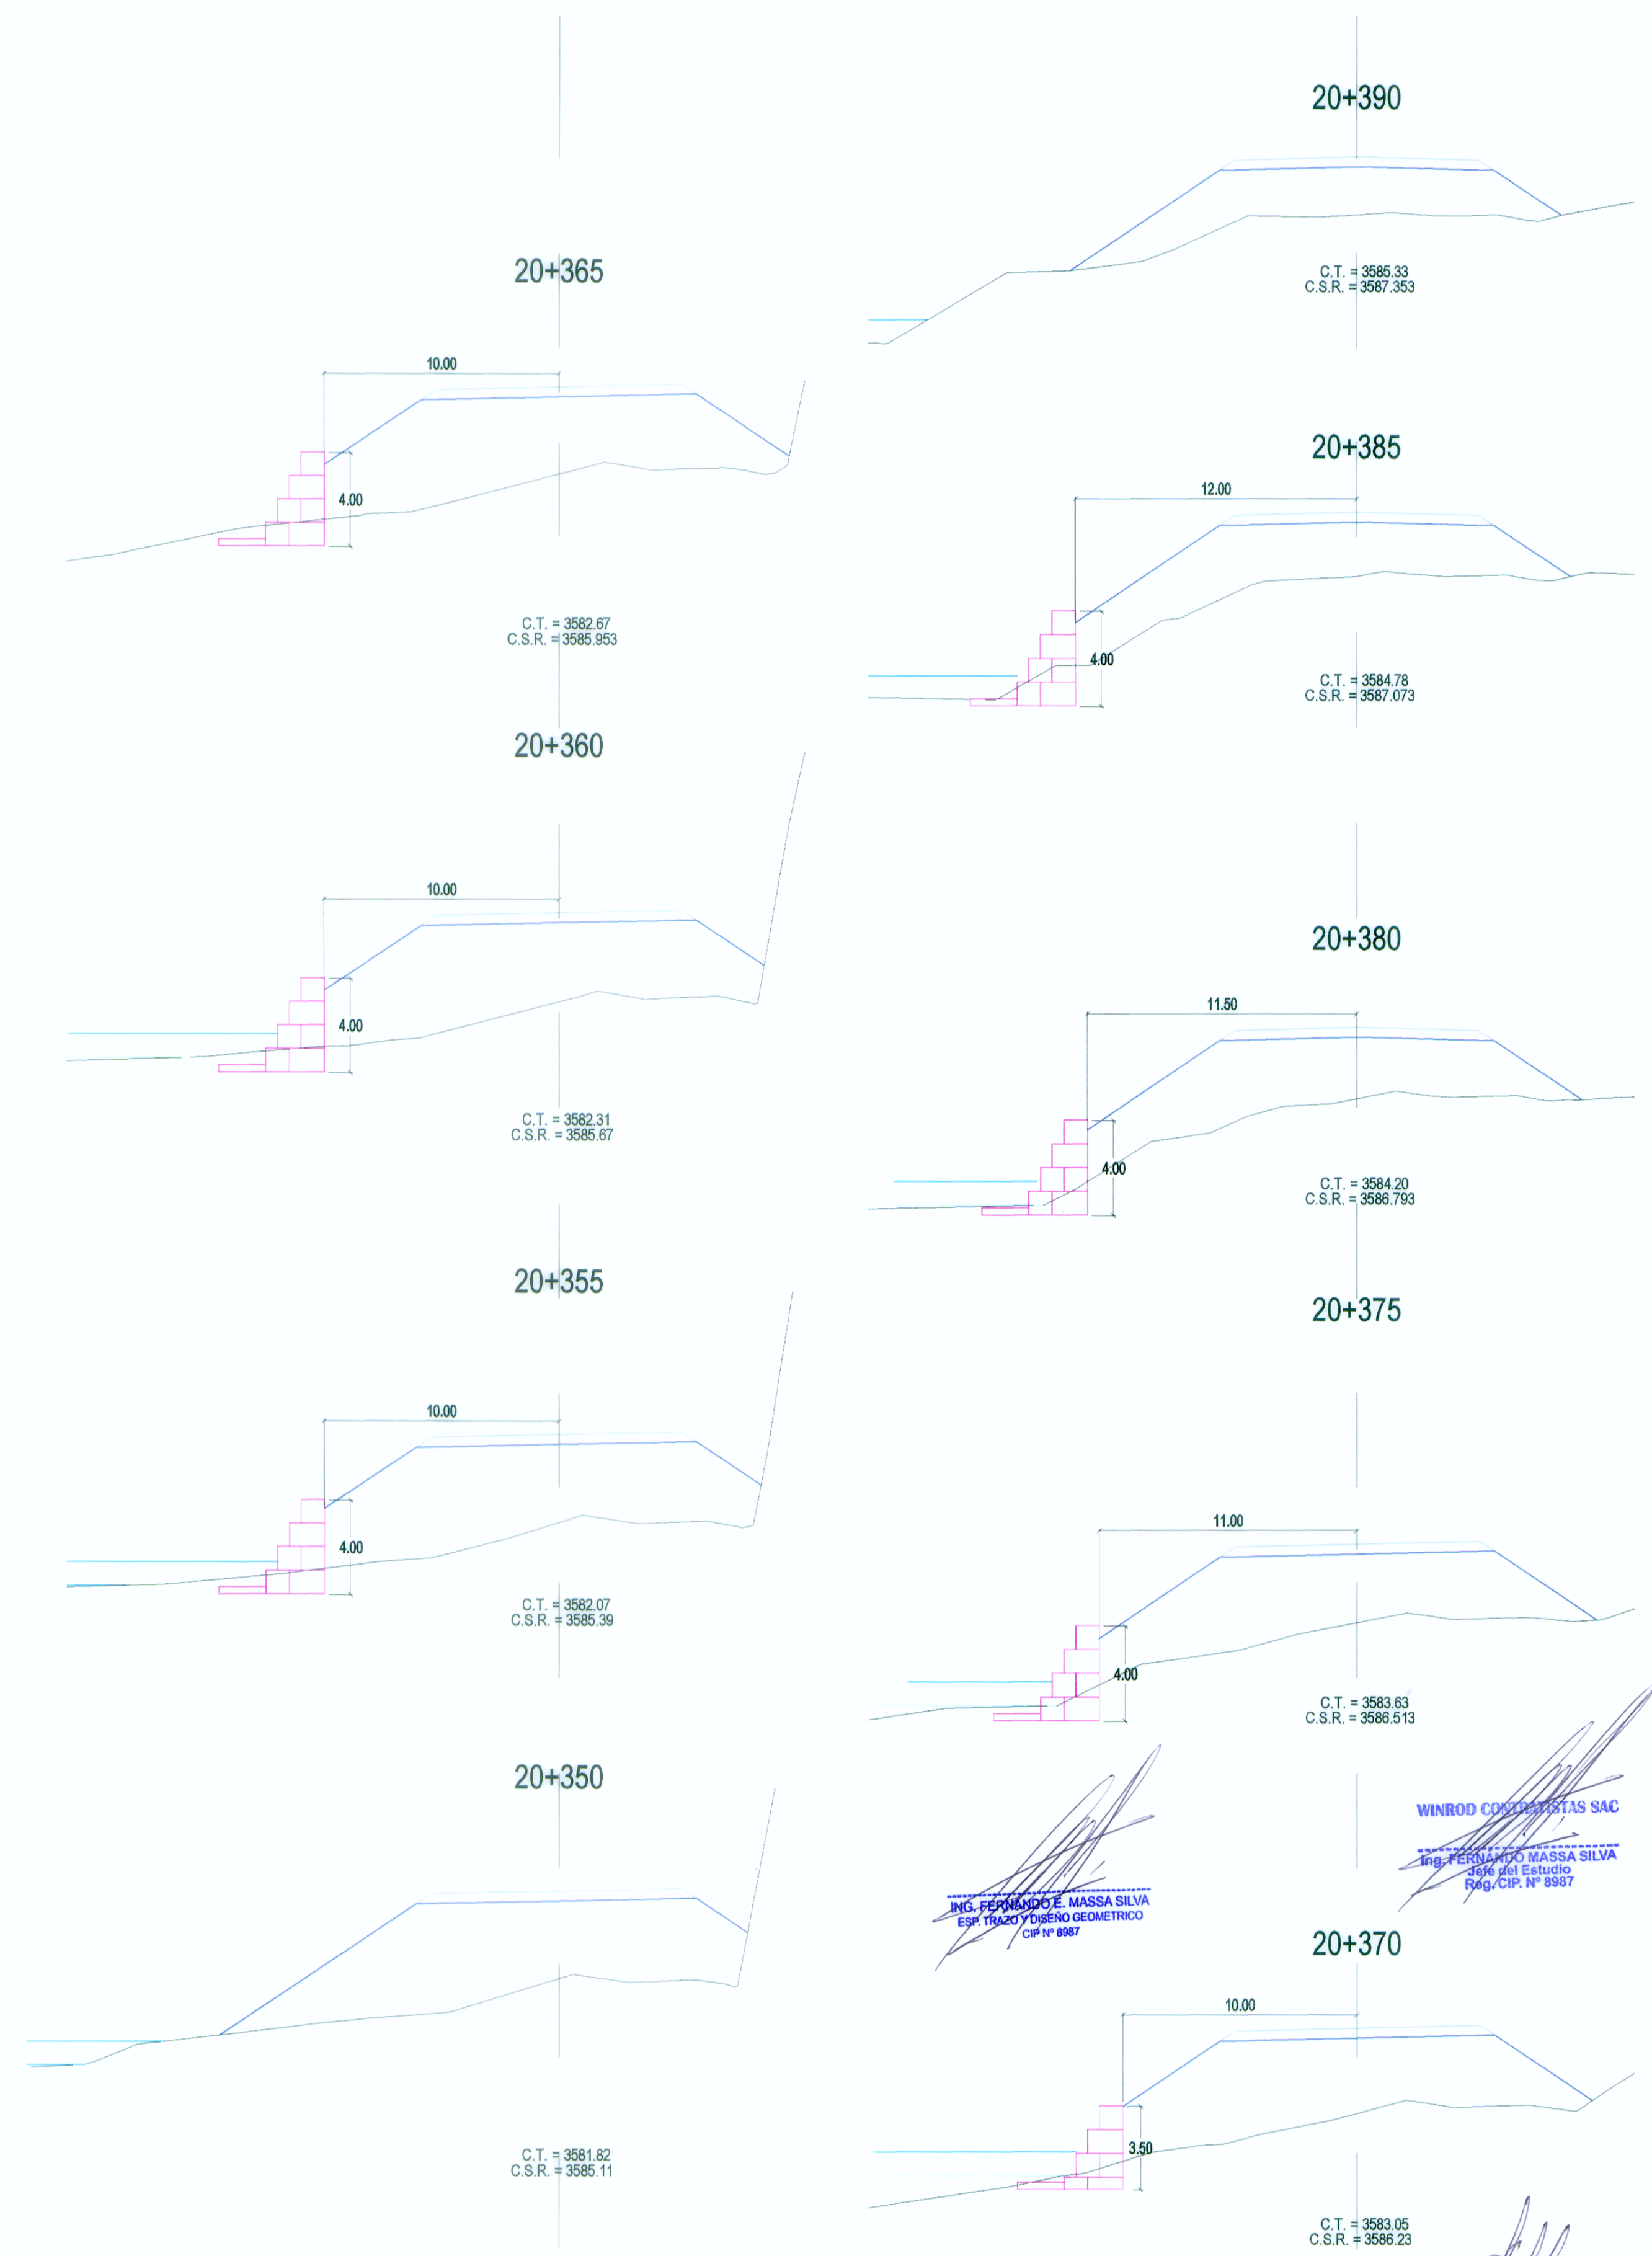 20+365
10.00
4.00
C.T. = 3582.67
C.S.R. = 3585.953
20+360
10.00
4.00
C.T. = 3582.31
C.S.R. = 3585.67
20+355
10.00
4.00
C.T. = 3582.07
C.S.R. = 3585.39
20+350
C.T. = 3581.82
C.S.R. = 3585.11
20+390
C.T. = 3585.33
C.S.R. = 3587.353
20+385
12.00
4.00
C.T. = 3584.78
C.S.R. = 3587.073
20+380
11.50
4.00
C.T. = 3584.20
C.S.R. = 3586.793
20+375
11.00
4.00
C.T. = 3583.63
C.S.R. = 3586.513
ING. FERNANDO E. MASSA SILVA
ESP. TRAZO Y DISEÑO GEOMETRICO
CIP Nº 8987
WINROD CONTRATISTAS SAC
Ing. FERNANDO MASSA SILVA
Jefe del Estudio
Reg. CIP. Nº 8987
20+370
10.00
3.50
C.T. = 3583.05
C.S.R. = 3586.23